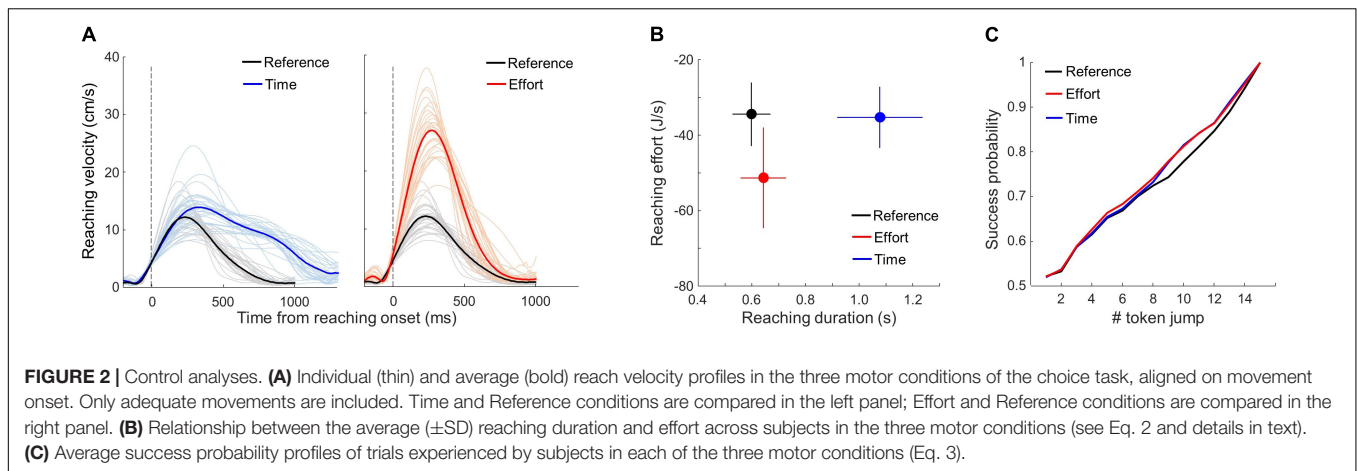 A
B
C
40
30
20
10
0
Reaching velocity (cm/s)
Reference
Time
Reference
Effort
0 500 1000
0 500 1000
Time from reaching onset (ms)
-20
-40
-60
-80
Reaching effort (J/s)
Reference
Effort
Time
0.4 0.6 0.8 1.0 1.2
Reaching duration (s)
1
0.9
0.8
0.7
0.6
0.5
Success probability
Reference
Effort
Time
2 4 6 8 10 12 14
# token jump
FIGURE 2 | Control analyses. (A) Individual (thin) and average (bold) reach velocity profiles in the three motor conditions of the choice task, aligned on movement
onset. Only adequate movements are included. Time and Reference conditions are compared in the left panel; Effort and Reference conditions are compared in the
right panel. (B) Relationship between the average (±SD) reaching duration and effort across subjects in the three motor conditions (see Eq. 2 and details in text).
(C) Average success probability profiles of trials experienced by subjects in each of the three motor conditions (Eq. 3).